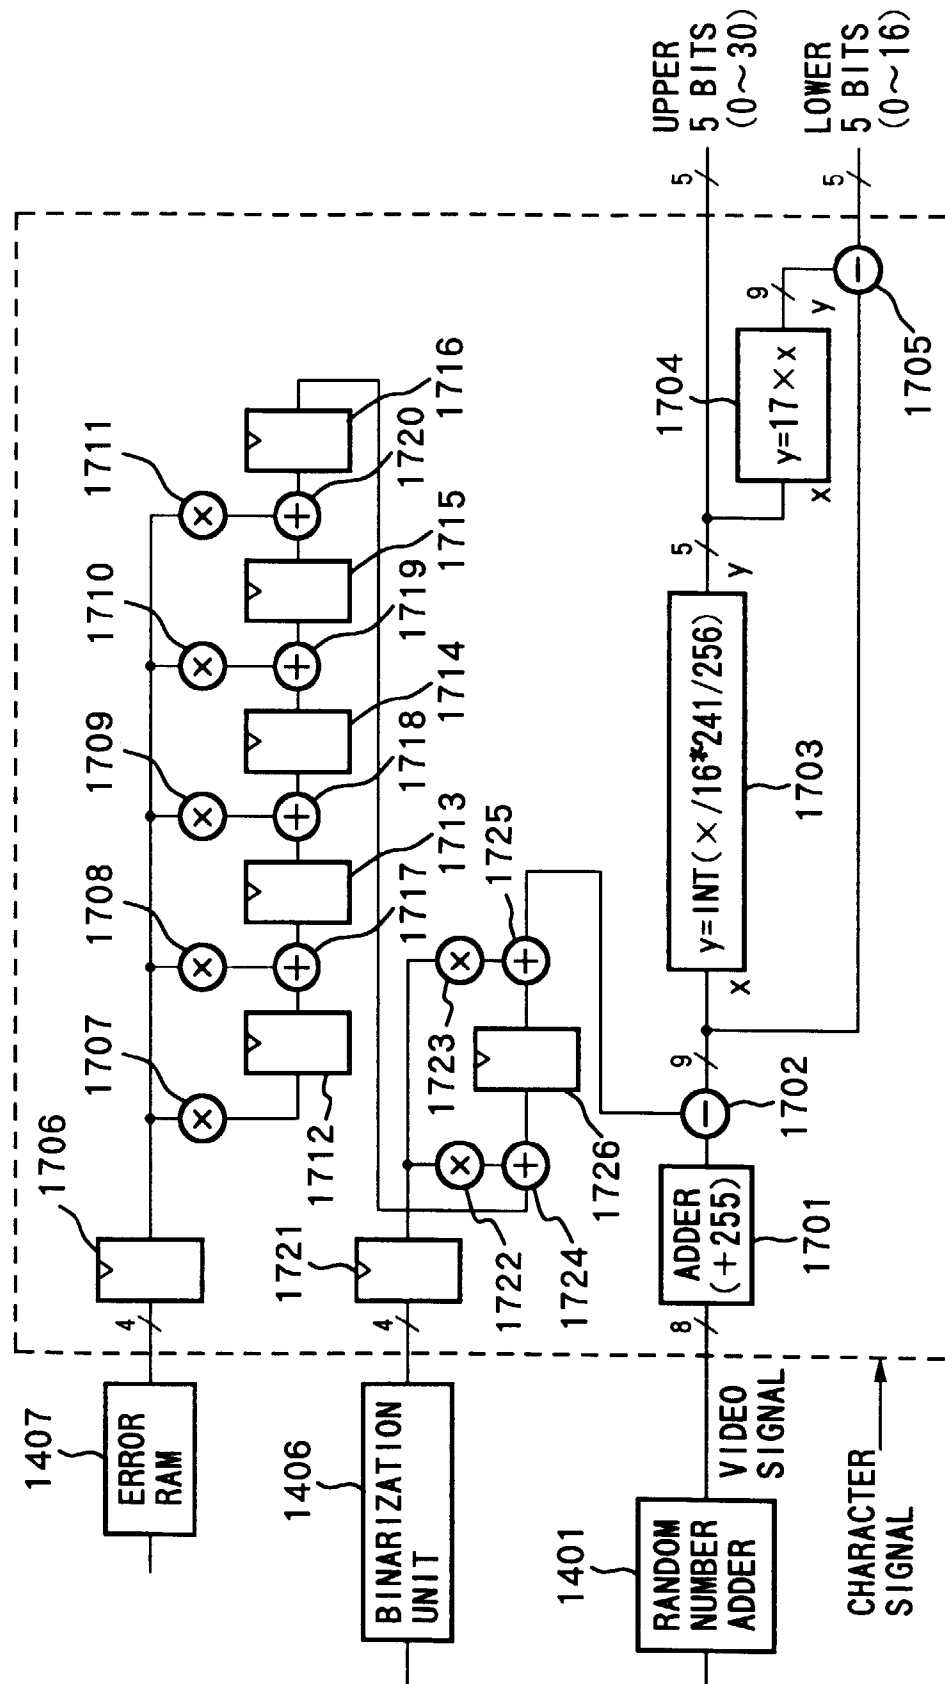 1407
ERROR
RAM
4
1706
1707
1708
1709
1710
1711
×
×
×
×
×
1712
+
1717
1713
+
1718
1714
+
1719
1715
+
1720
1716
1406
BINARIZATION
UNIT
4
1721
×
1722
+
1724
1726
×
1723
+
1725
1401
RANDOM
NUMBER
ADDER
VIDEO
SIGNAL
8
ADDER
(+255)
1701
−
1702
9
x
y=INT(×/16*241/256)
1703
y
5
x
y=17×x
1704
y
9
−
1705
5
UPPER
5 BITS
(0~30)
5
LOWER
5 BITS
(0~16)
CHARACTER
SIGNAL